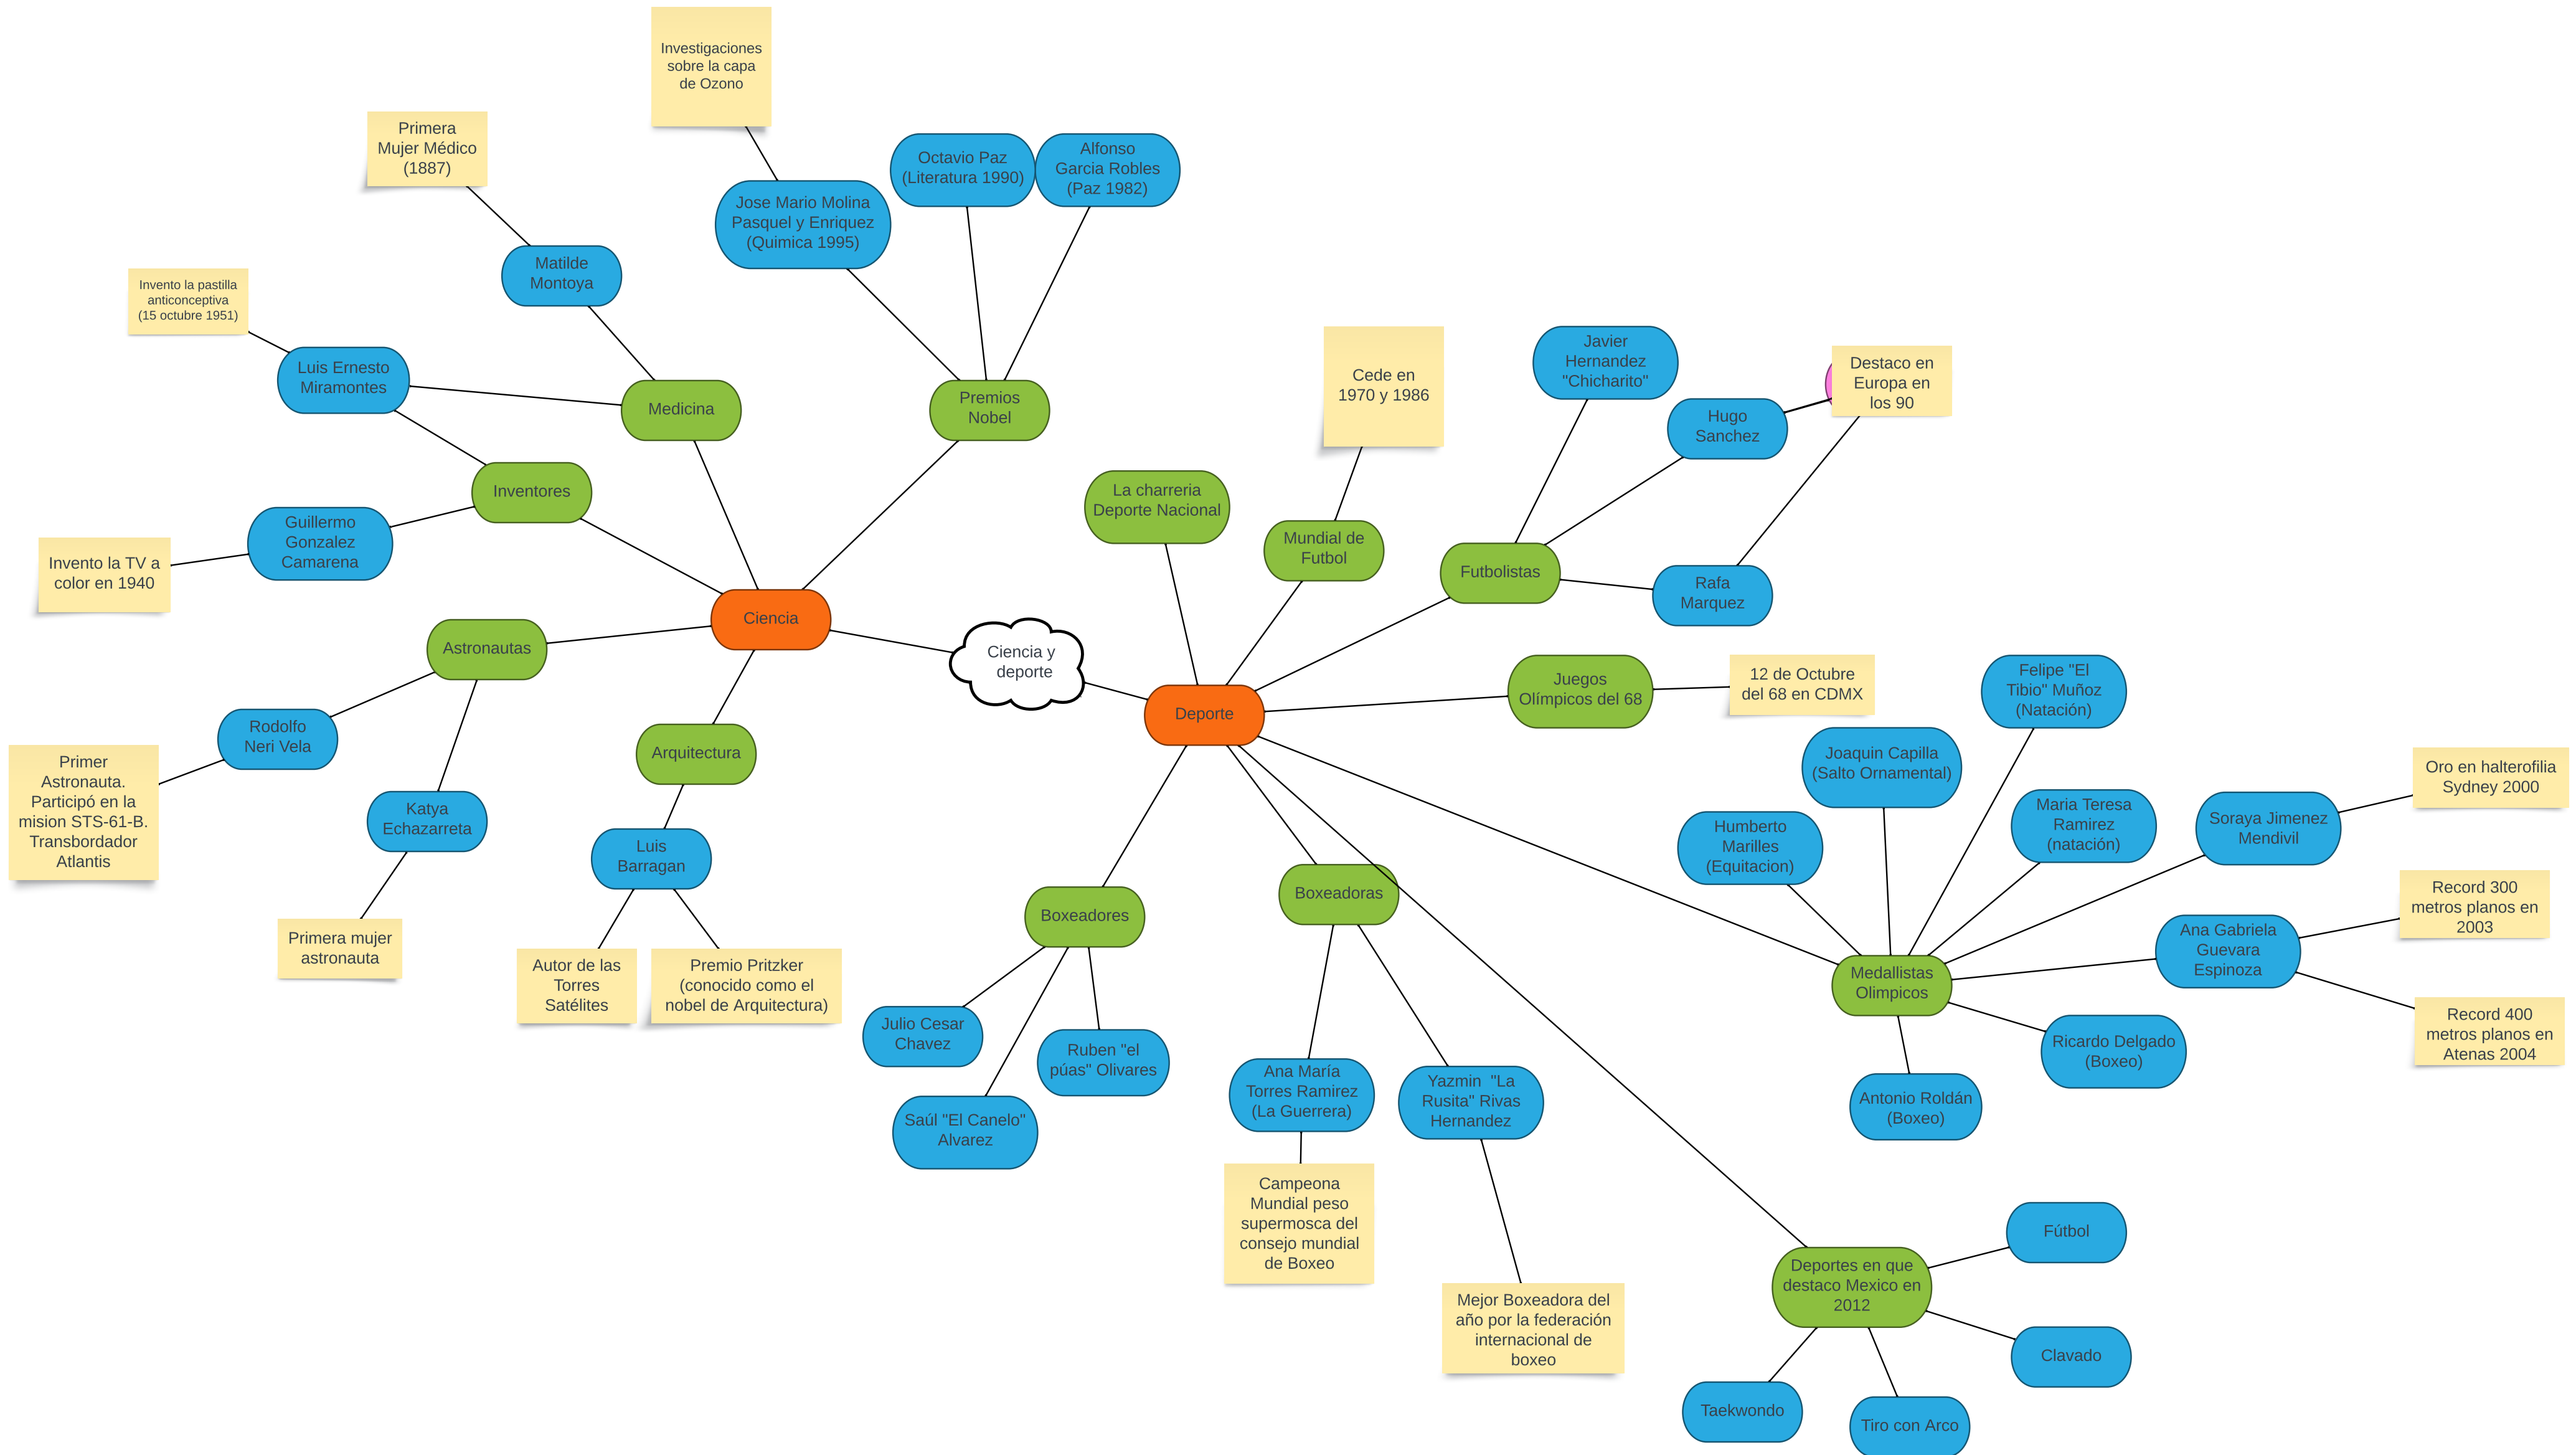 Investigaciones
sobre la capa
de Ozono
Primera
Mujer Médico
(1887)
Octavio Paz
(Literatura 1990)
Alfonso
Garcia Robles
(Paz 1982)
Jose Mario Molina
Pasquel y Enriquez
(Quimica 1995)
Matilde
Montoya
Invento la pastilla
anticonceptiva
(15 octubre 1951)
Luis Ernesto
Miramontes
Medicina
Premios
Nobel
Inventores
Guillermo
Gonzalez
Camarena
Invento la TV a
color en 1940
Ciencia
Astronautas
Rodolfo
Neri Vela
Primer
Astronauta.
Participó en la
mision STS-61-B.
Transbordador
Atlantis
Katya
Echazarreta
Primera mujer
astronauta
Arquitectura
Luis
Barragan
Autor de las
Torres
Satélites
Premio Pritzker
(conocido como el
nobel de Arquitectura)
Ciencia y
deporte
Deporte
La charreria
Deporte Nacional
Cede en
1970 y 1986
Mundial de
Futbol
Javier
Hernandez
"Chicharito"
Hugo
Sanchez
Destaco en
Europa en
los 90
Futbolistas
Rafa
Marquez
Juegos
Olímpicos del 68
12 de Octubre
del 68 en CDMX
Felipe "El
Tibio" Muñoz
(Natación)
Joaquin Capilla
(Salto Ornamental)
Humberto
Marilles
(Equitacion)
Maria Teresa
Ramirez
(natación)
Soraya Jimenez
Mendivil
Oro en halterofilia
Sydney 2000
Ana Gabriela
Guevara
Espinoza
Record 300
metros planos en
2003
Record 400
metros planos en
Atenas 2004
Medallistas
Olimpicos
Ricardo Delgado
(Boxeo)
Antonio Roldán
(Boxeo)
Boxeadores
Julio Cesar
Chavez
Ruben "el
púas" Olivares
Saúl "El Canelo"
Alvarez
Boxeadoras
Ana María
Torres Ramirez
(La Guerrera)
Yazmin "La
Rusita" Rivas
Hernandez
Campeona
Mundial peso
supermosca del
consejo mundial
de Boxeo
Mejor Boxeadora del
año por la federación
internacional de
boxeo
Deportes en que
destaco Mexico en
2012
Fútbol
Clavado
Taekwondo
Tiro con Arco